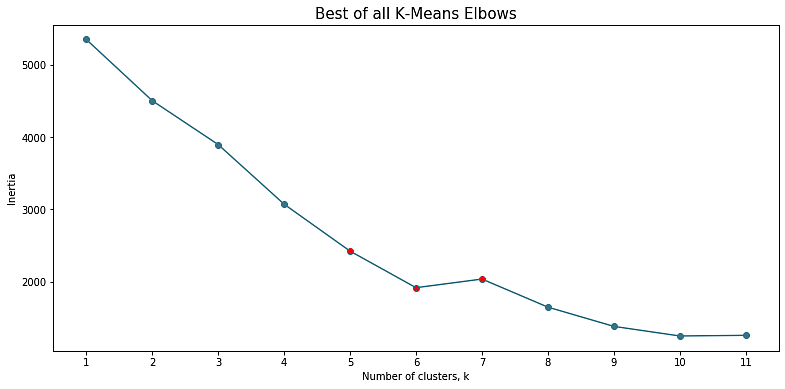 Best of all K-Means Elbows
5000
4000
3000
2000
Inertia
1 2 3 4 5 6 7 8 9 10 11
Number of clusters, k